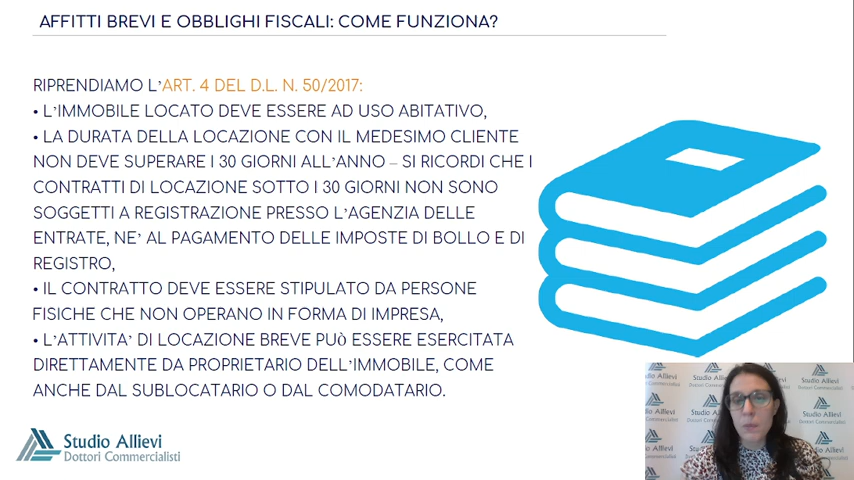 AFFITTI BREVI E OBBLIGHI FISCALI: COME FUNZIONA?
RIPRENDIAMO L'ART. 4 DEL D.L. N. 50/2017:
• L'IMMOBILE LOCATO DEVE ESSERE AD USO ABITATIVO,
• LA DURATA DELLA LOCAZIONE CON IL MEDESIMO CLIENTE
NON DEVE SUPERARE I 30 GIORNI ALL'ANNO – SI RICORDI CHE I
CONTRATTI DI LOCAZIONE SOTTO I 30 GIORNI NON SONO
SOGGETTI A REGISTRAZIONE PRESSO L'AGENZIA DELLE
ENTRATE, NE' AL PAGAMENTO DELLE IMPOSTE DI BOLLO E DI
REGISTRO,
• IL CONTRATTO DEVE ESSERE STIPULATO DA PERSONE
FISICHE CHE NON OPERANO IN FORMA DI IMPRESA,
• L'ATTIVITA' DI LOCAZIONE BREVE PUò ESSERE ESERCITATA
DIRETTAMENTE DA PROPRIETARIO DELL'IMMOBILE, COME
ANCHE DAL SUBLOCATARIO O DAL COMODATARIO.
Studio Allievi
Dottori Commercialisti
Studio Allievi
Dottori Commercialisti